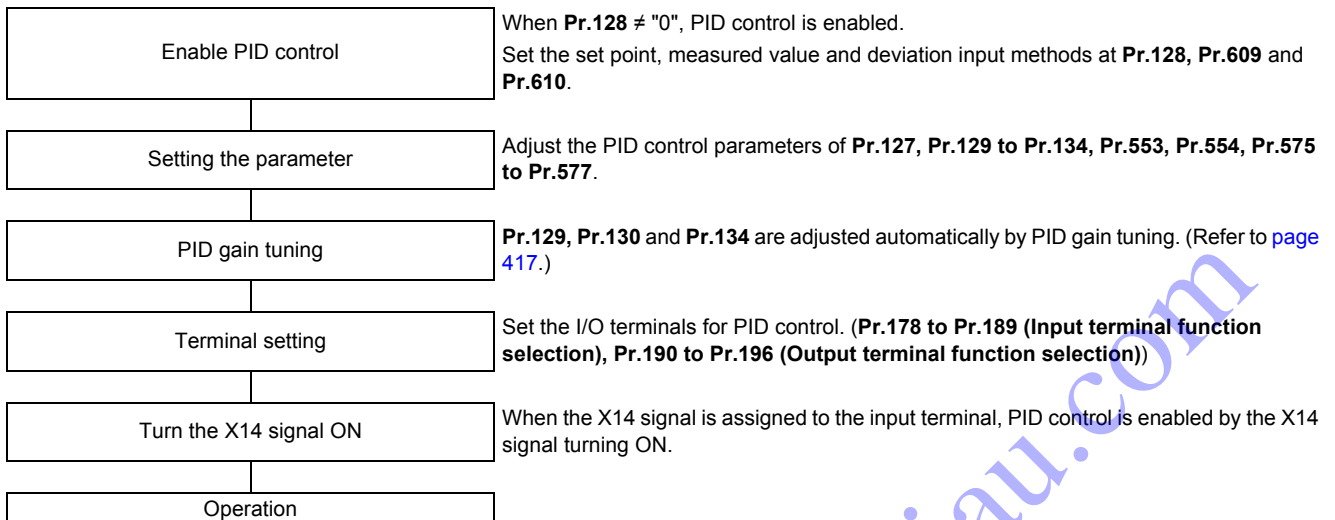 Enable PID control
When Pr.128 ≠ "0", PID control is enabled.
Set the set point, measured value and deviation input methods at Pr.128, Pr.609 and
Pr.610.
Setting the parameter
Adjust the PID control parameters of Pr.127, Pr.129 to Pr.134, Pr.553, Pr.554, Pr.575
to Pr.577.
PID gain tuning
Pr.129, Pr.130 and Pr.134 are adjusted automatically by PID gain tuning. (Refer to page
417.)
Terminal setting
Set the I/O terminals for PID control. (Pr.178 to Pr.189 (Input terminal function
selection), Pr.190 to Pr.196 (Output terminal function selection))
Turn the X14 signal ON
When the X14 signal is assigned to the input terminal, PID control is enabled by the X14
signal turning ON.
Operation
iau.com